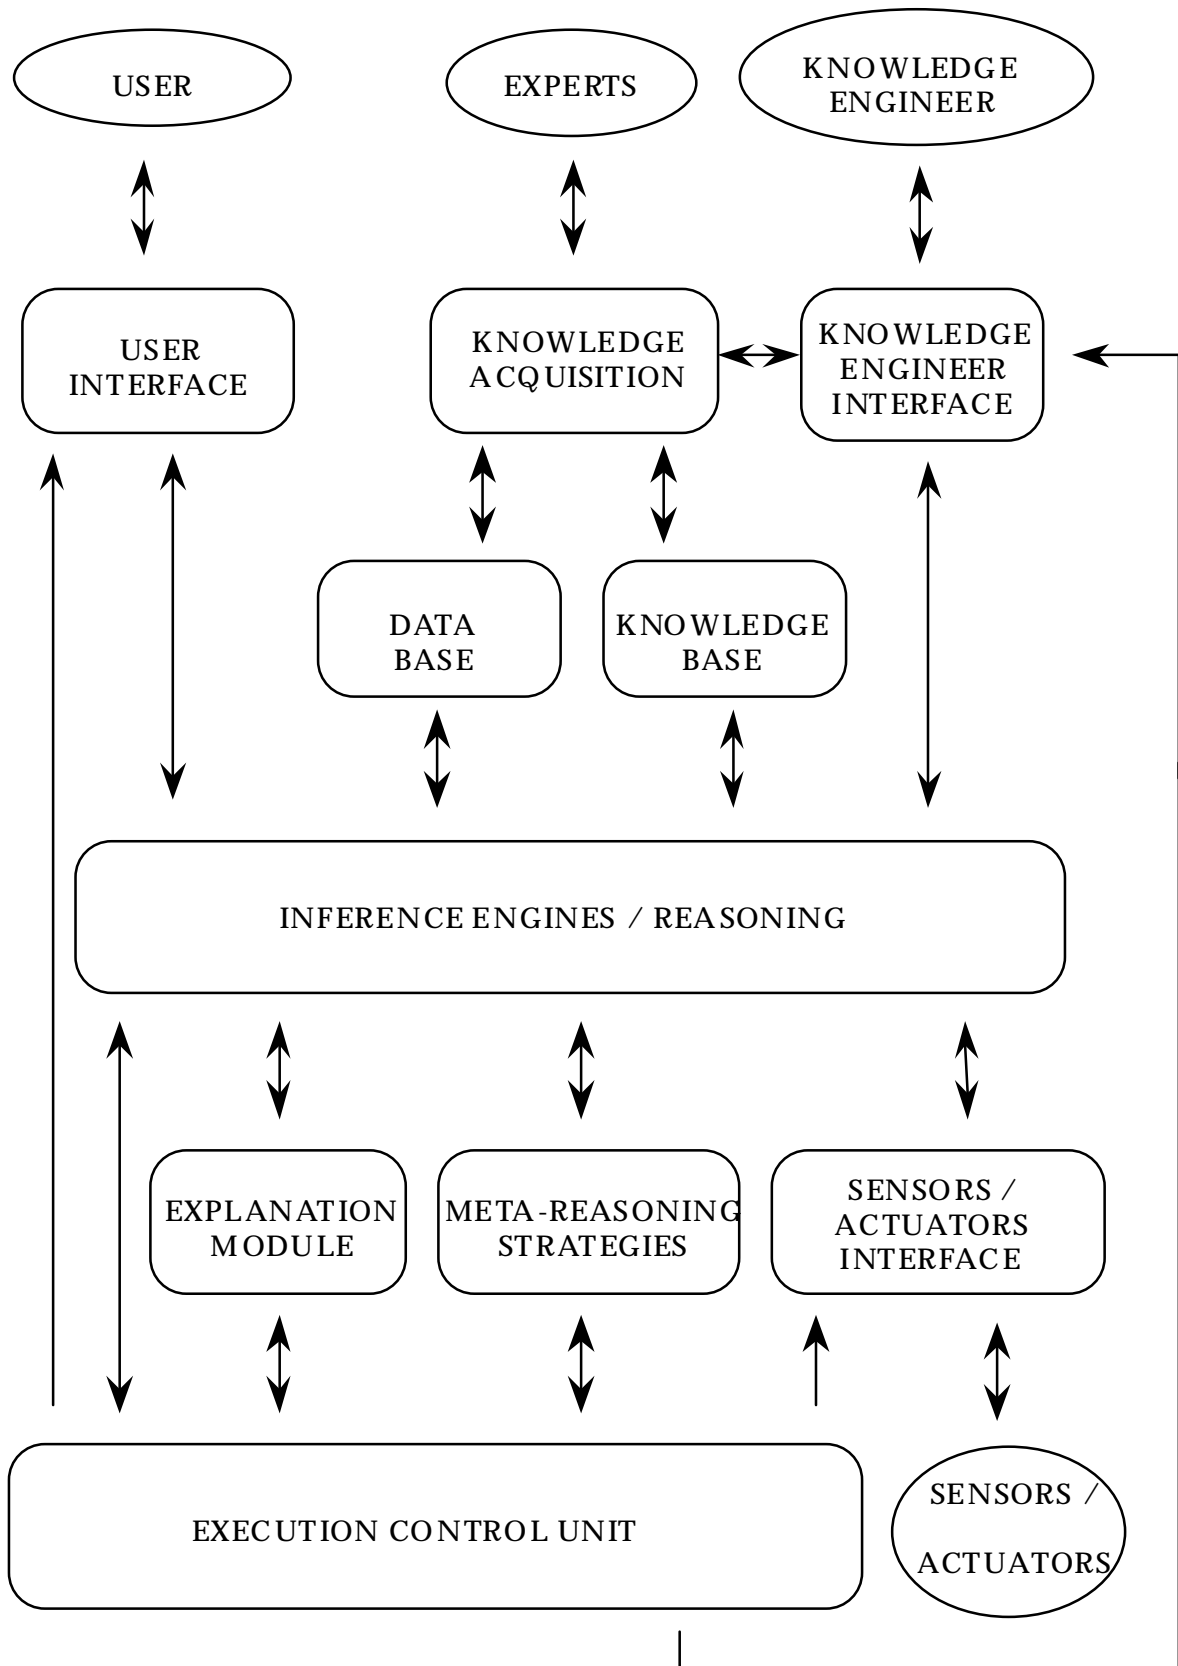 USER
EXPERTS
KNOWLEDGE
ENGINEER
USER
INTERFACE
KNOWLEDGE
ACQUISITION
KNOWLEDGE
ENGINEER
INTERFACE
DATA
BASE
KNOWLEDGE
BASE
INFERENCE ENGINES / REASONING
EXPLANATION
MODULE
META-REASONING
STRATEGIES
SENSORS /
ACTUATORS
INTERFACE
EXECUTION CONTROL UNIT
SENSORS /
ACTUATORS